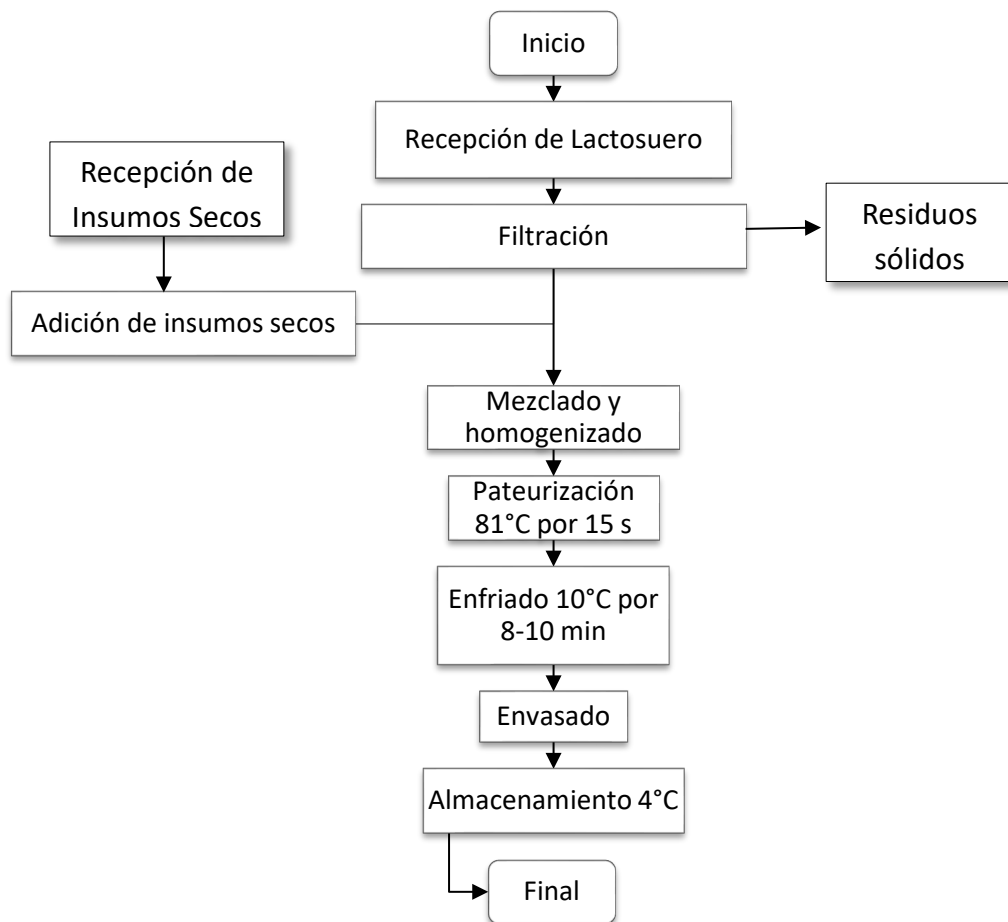 Inicio
Recepción de Lactosuero
Recepción de
Insumos Secos
Filtración
Residuos
sólidos
Adición de insumos secos
Mezclado y
homogenizado
Pateurización
81°C por 15 s
Enfriado 10°C por
8-10 min
Envasado
Almacenamiento 4°C
Final